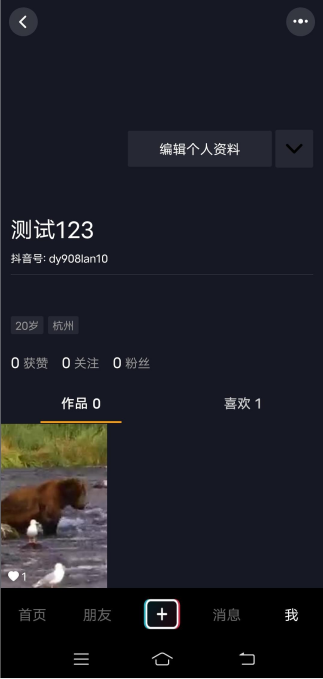 编辑个人资料
测试123
抖音号: dy908lan10
20岁 杭州
0 获赞 0 关注 0 粉丝
作品 0 喜欢 1
1
首页 朋友 消息 我